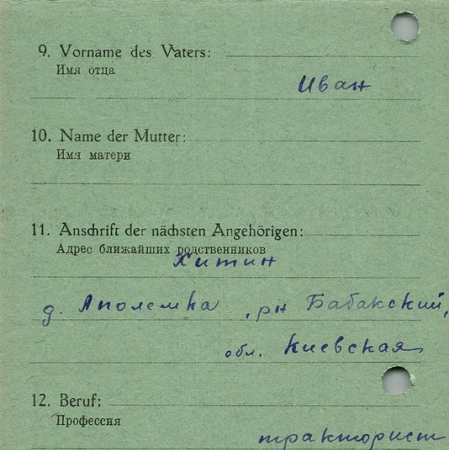 9. Vorname des Vaters:
Имя отца
Иван
10. Name der Mutter:
Имя матери
11. Anschrift der nächsten Angehörigen:
Адрес ближайших родственников
Хитин
д. Аполемка, рн Бабакский,
обл. Киевская
12. Beruf:
Профессия
тракторист